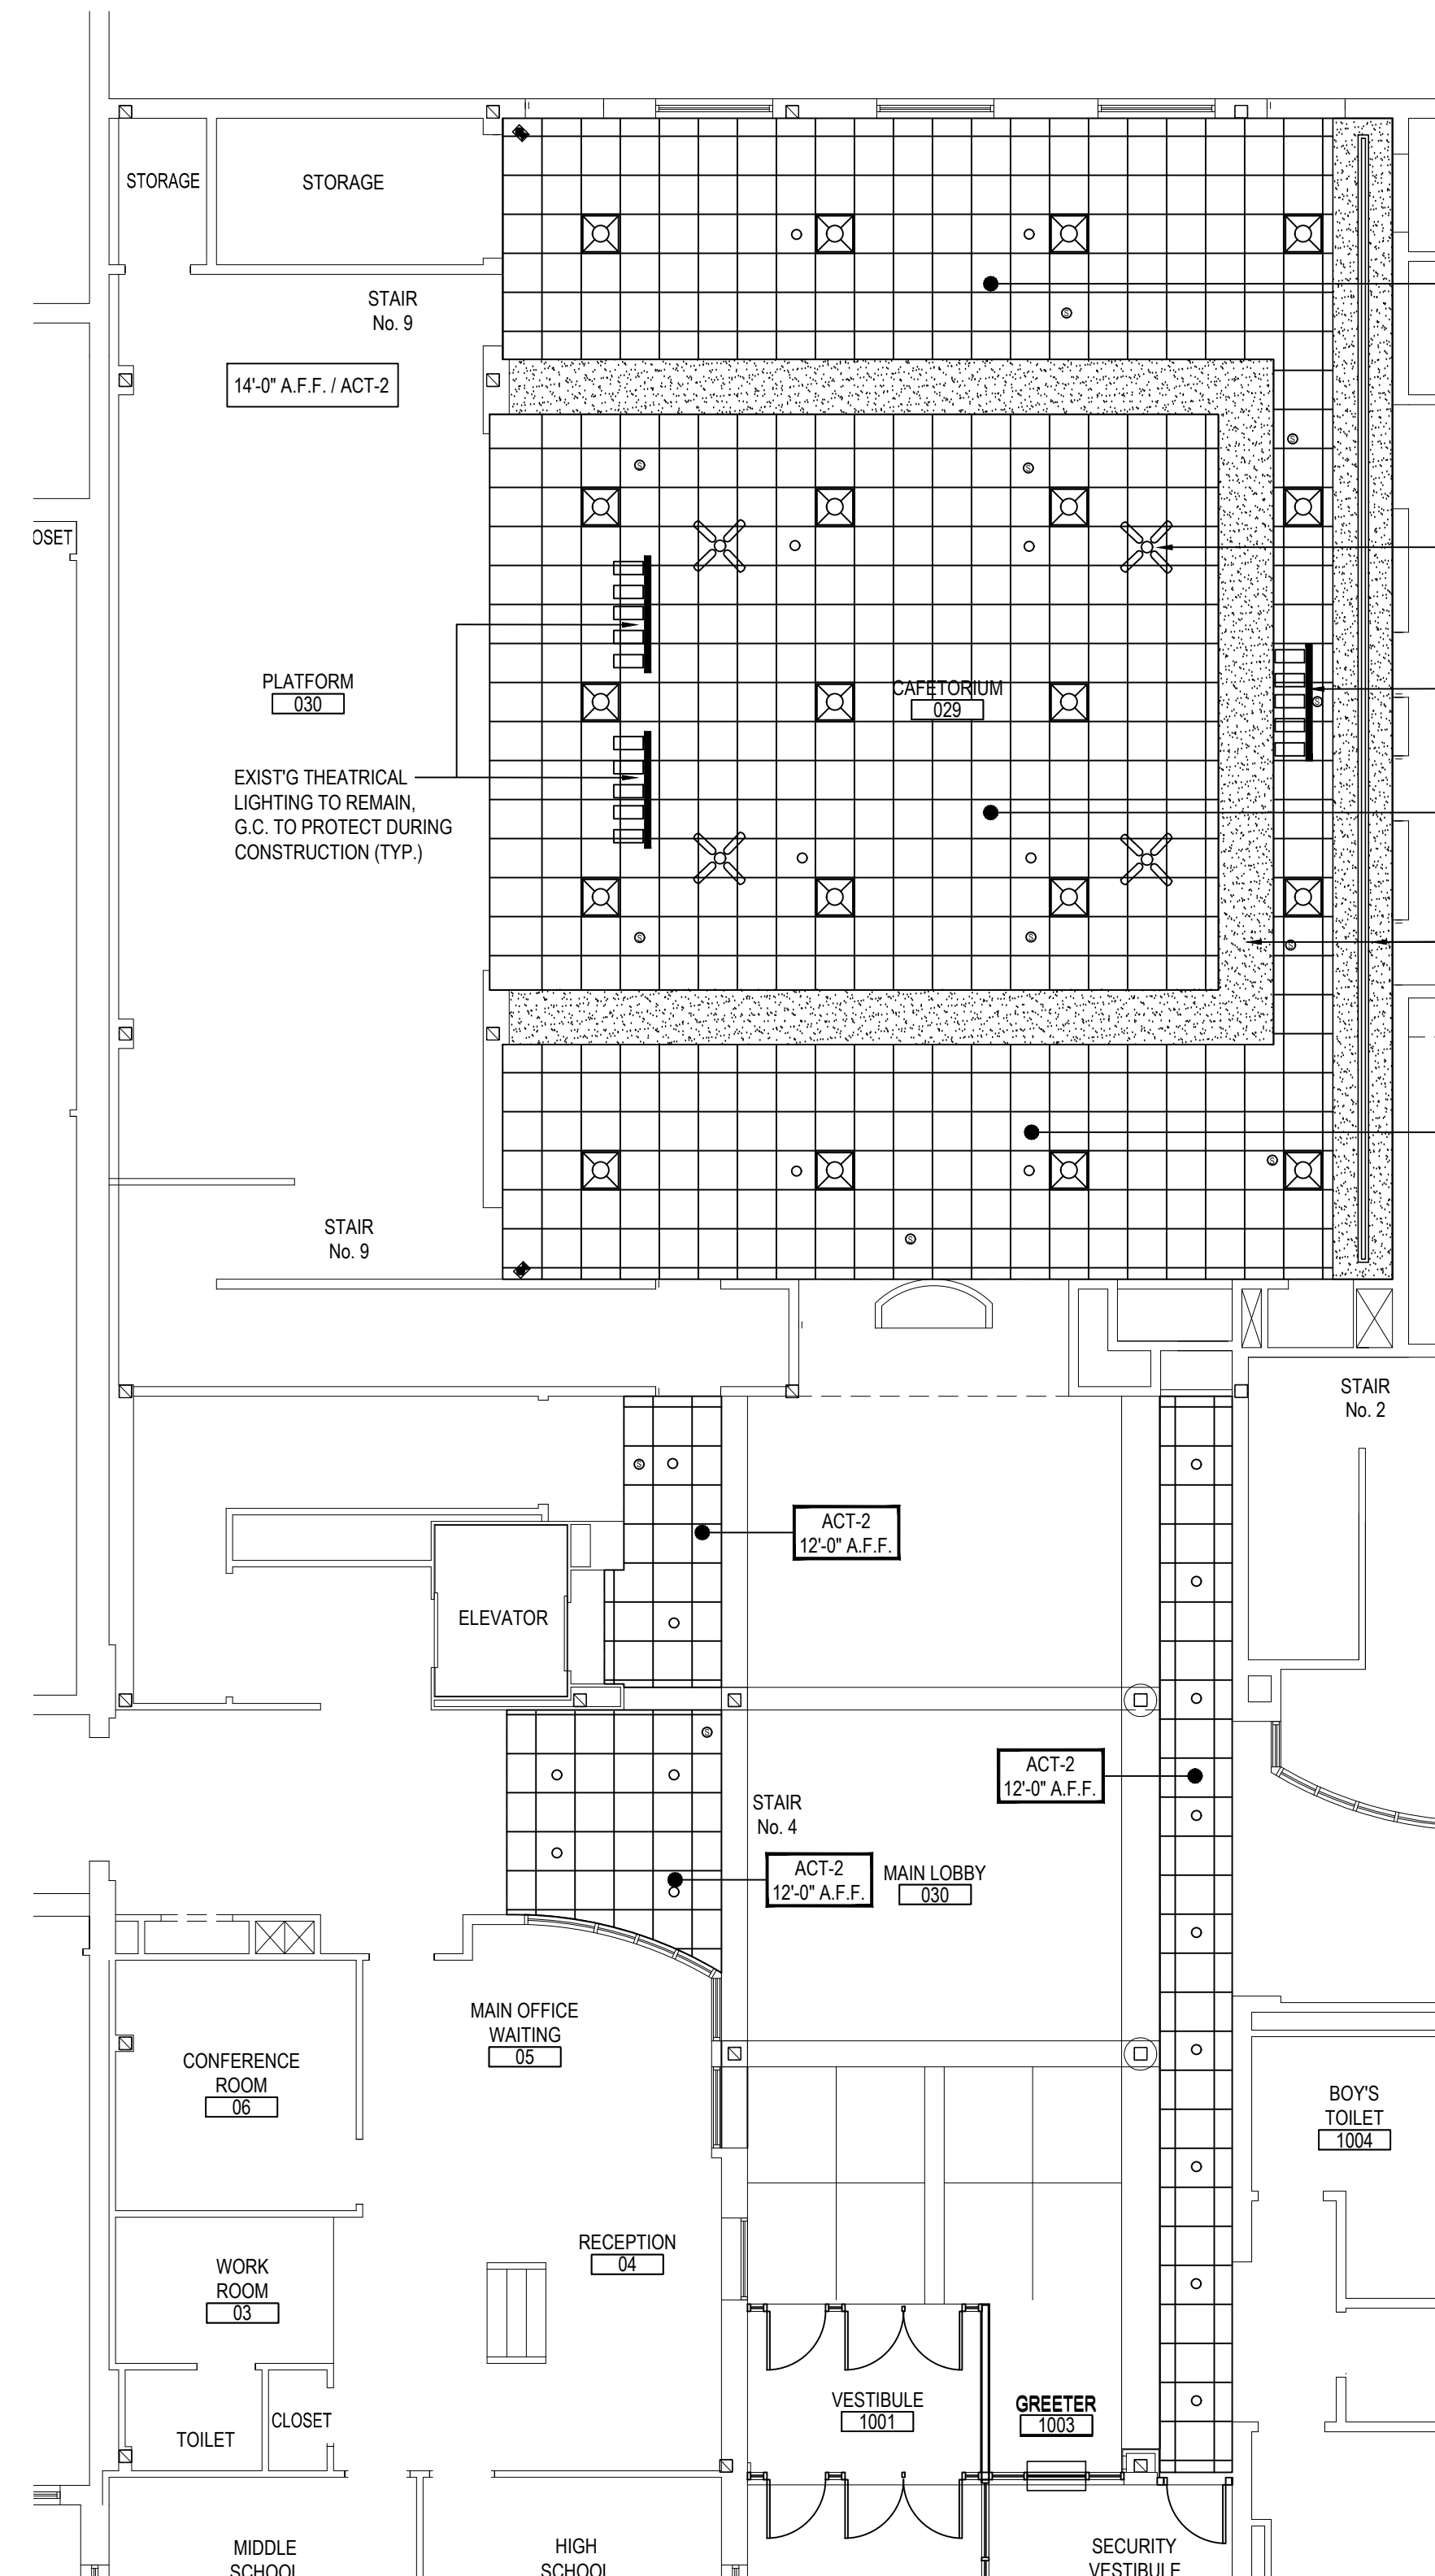 STORAGE
STORAGE
STAIR
No. 9
14'-0" A.F.F. / ACT-2
OSET
PLATFORM
030
CAFETORIUM
029
EXIST'G THEATRICAL
LIGHTING TO REMAIN,
G.C. TO PROTECT DURING
CONSTRUCTION (TYP.)
STAIR
No. 9
STAIR
No. 2
ACT-2
12'-0" A.F.F.
ELEVATOR
ACT-2
12'-0" A.F.F.
STAIR
No. 4
ACT-2
12'-0" A.F.F.
MAIN LOBBY
030
MAIN OFFICE
WAITING
05
CONFERENCE
ROOM
06
BOY'S
TOILET
1004
RECEPTION
04
WORK
ROOM
03
VESTIBULE
1001
GREETER
1003
CLOSET
TOILET
MIDDLE
SCHOOL
HIGH
SCHOOL
SECURITY
VESTIBULE